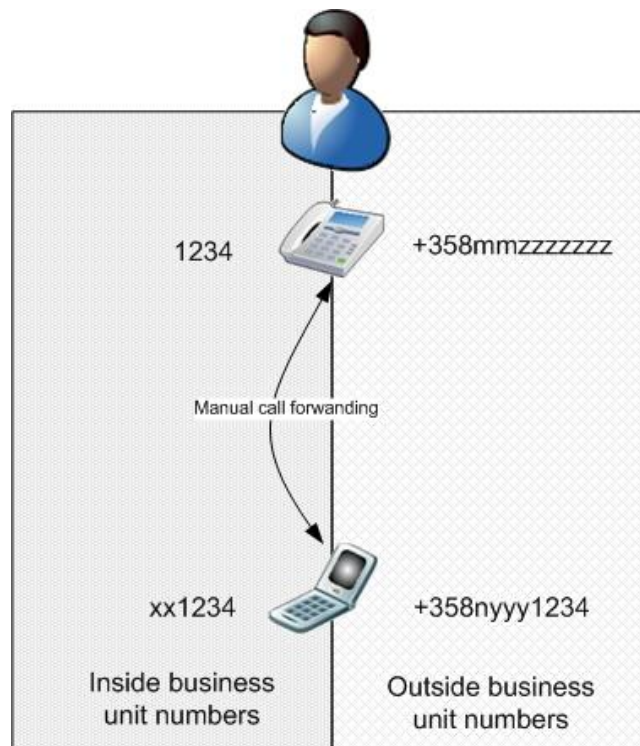 1234
+358mmzzzzzzz
Manual call forwanding
xx1234
+358nyyy1234
Inside business
unit numbers
Outside business
unit numbers